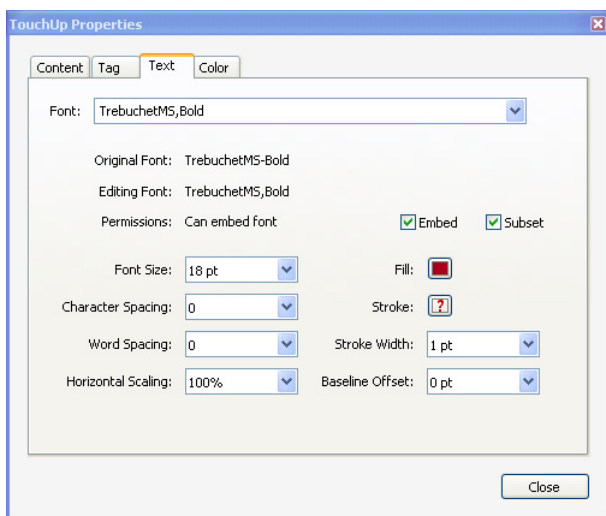 TouchUp Properties
Content Tag Text Color
Font: TrebuchetMS,Bold
Original Font: TrebuchetMS-Bold
Editing Font: TrebuchetMS,Bold
Permissions: Can embed font Embed Subset
Font Size: 18 pt Fill:
Character Spacing: 0 Stroke: ?
Word Spacing: 0 Stroke Width: 1 pt
Horizontal Scaling: 100% Baseline Offset: 0 pt
Close